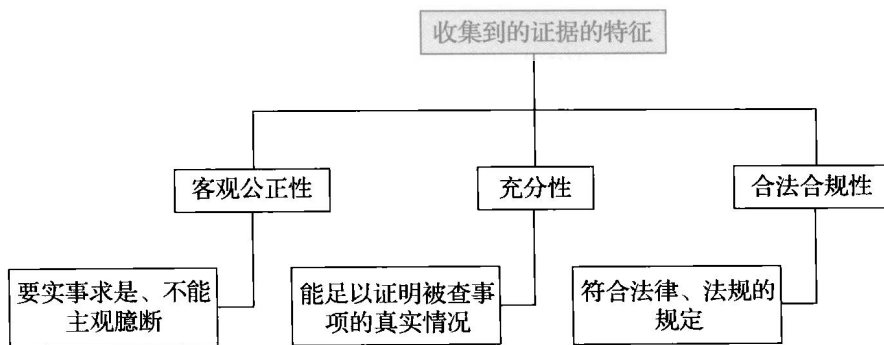 收集到的证据的特征
客观公正性
充分性
合法合规性
要实事求是、不能
主观臆断
能足以证明被查事
项的真实情况
符合法律、法规的
规定